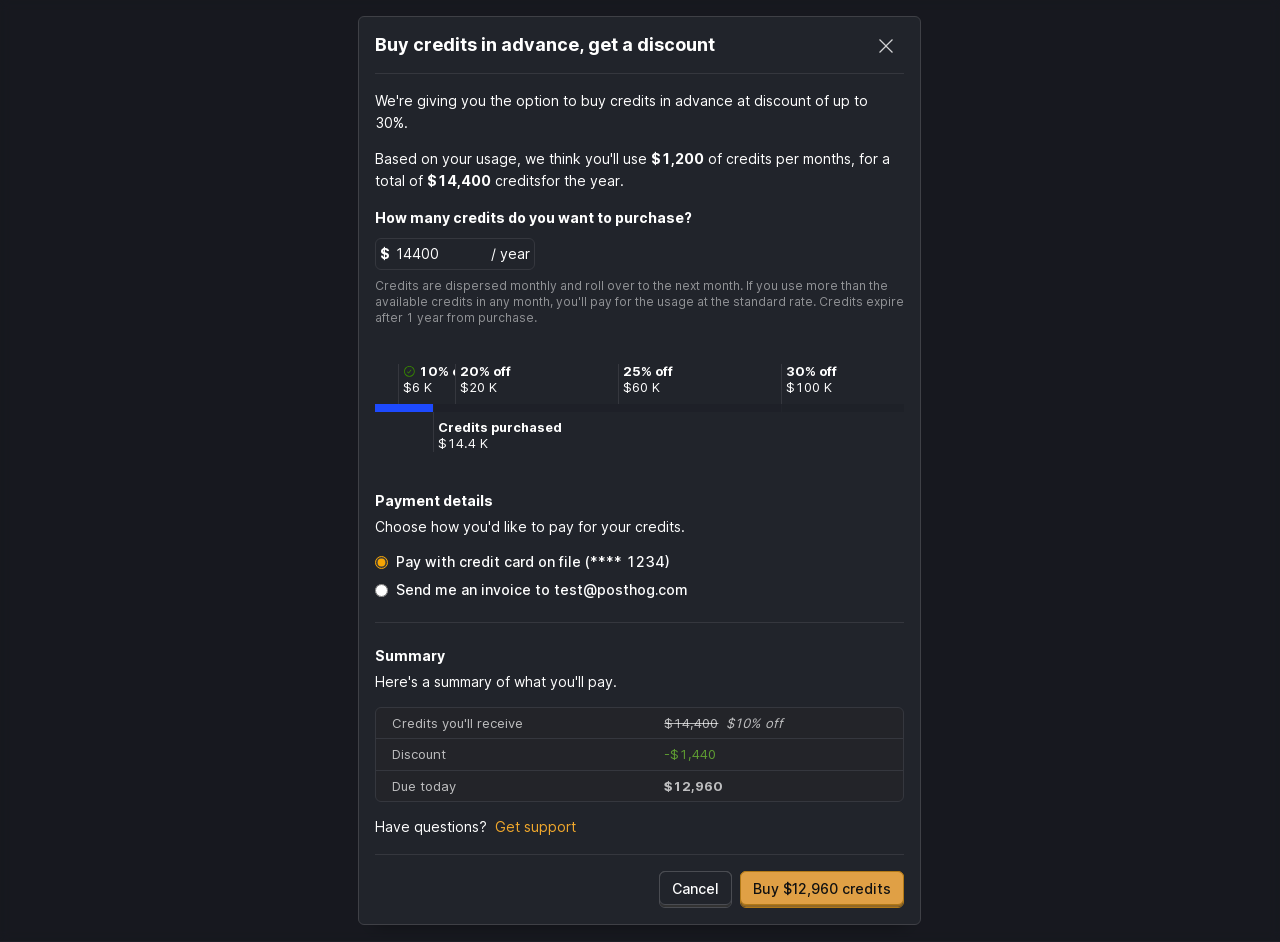 Buy credits in advance, get a discount
We're giving you the option to buy credits in advance at discount of up to
30%.
Based on your usage, we think you'll use $1,200 of credits per months, for a
total of $14,400 creditsfor the year.
How many credits do you want to purchase?
$ 14400 / year
Credits are dispersed monthly and roll over to the next month. If you use more than the
available credits in any month, you'll pay for the usage at the standard rate. Credits expire
after 1 year from purchase.
10% 20% off 25% off 30% off
$6 K $20 K $60 K $100 K
Credits purchased
$14.4 K
Payment details
Choose how you'd like to pay for your credits.
Pay with credit card on file (**** 1234)
Send me an invoice to test@posthog.com
Summary
Here's a summary of what you'll pay.
Credits you'll receive $14,400 $10% off
Discount -$1,440
Due today $12,960
Have questions? Get support
Cancel Buy $12,960 credits